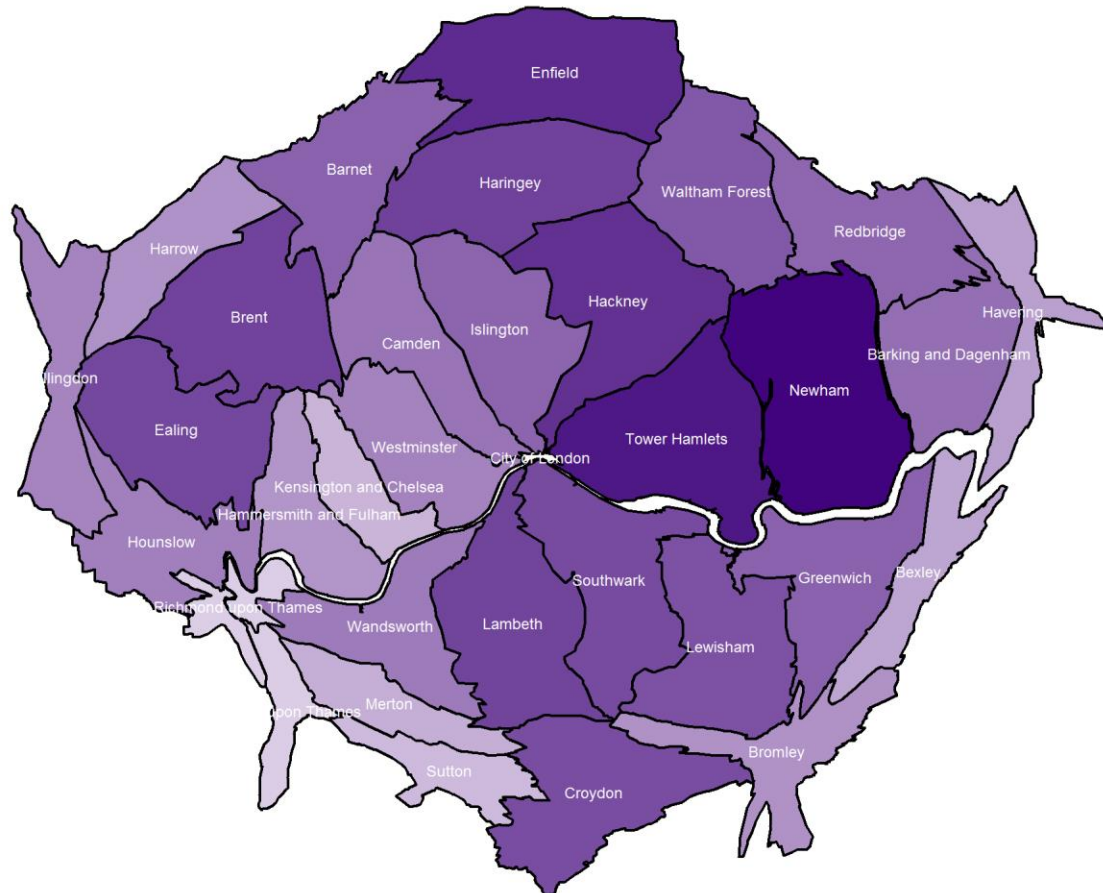 Enfield
Barnet
Haringey
Waltham Forest
Redbridge
Harrow
Hackney
Havering
Brent
Islington
Camden
Barking and Dagenham
llingdon
Newham
Ealing
Tower Hamlets
Westminster
City of London
Kensington and Chelsea
Hammersmith and Fulham
Hounslow
Southwark
Greenwich
Bexley
Richmond upon Thames
Wandsworth
Lambeth
Lewisham
Merton
upon Thames
Bromley
Sutton
Croydon